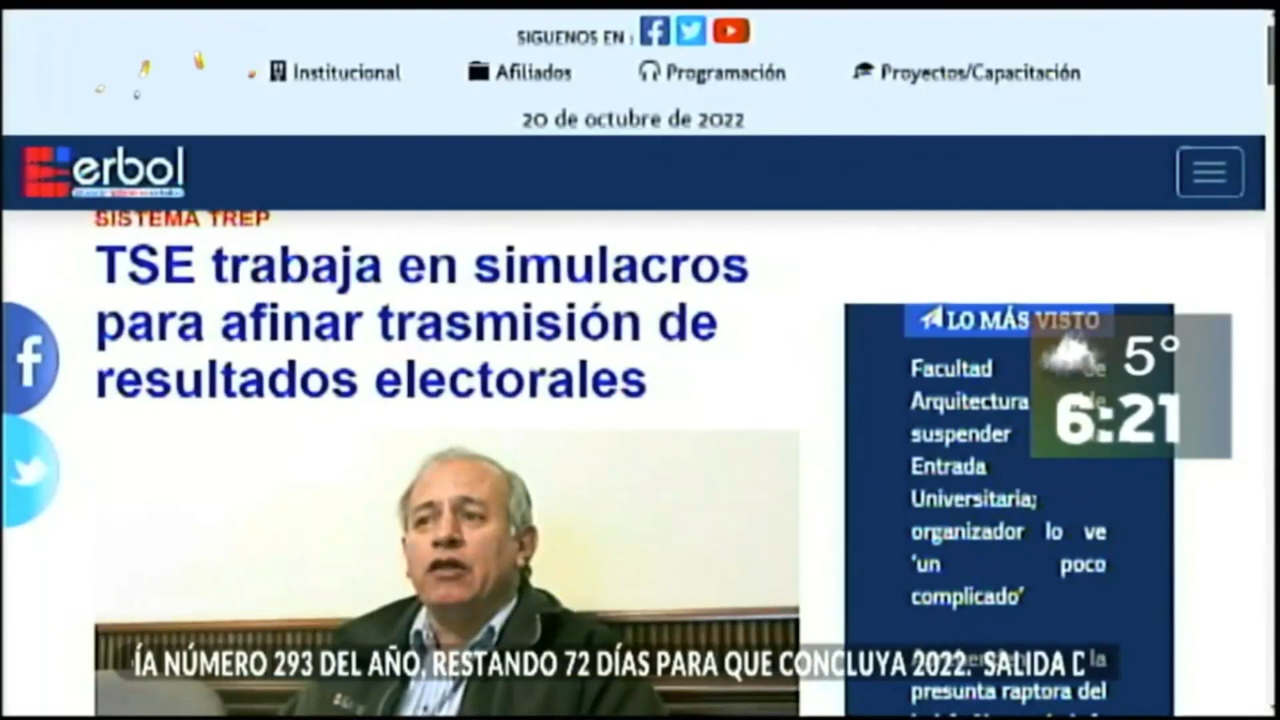 SIGUENOS EN :
Institucional
Afiliados
Programación
Proyectos/Capacitación
20 de octubre de 2022
erbol
SISTEMA TREP
TSE trabaja en simulacros
para afinar trasmisión de
resultados electorales
LO MÁS VISTO
Facultad de
Arquitectura
suspender
Entrada
Universitaria;
organizador lo ve
‘un poco
complicado’
la
presunta raptora del
5°
6:21
ÍA NÚMERO 293 DEL AÑO, RESTANDO 72 DÍAS PARA QUE CONCLUYA 2022. SALIDA D